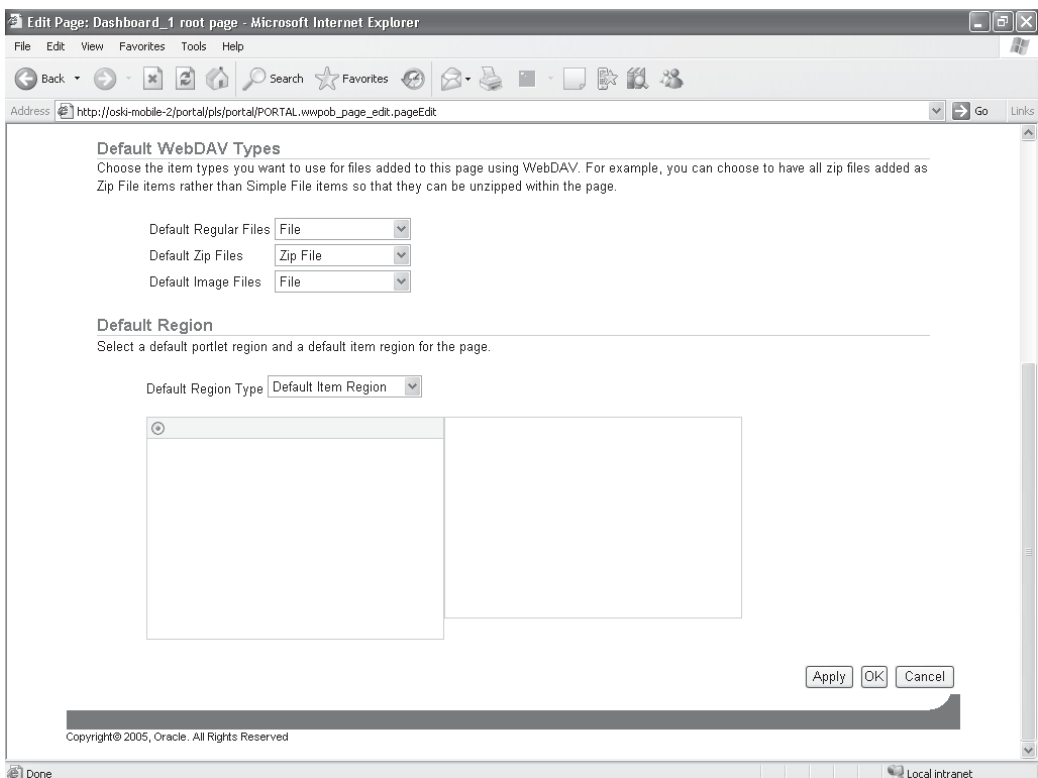 Edit Page: Dashboard_1 root page - Microsoft Internet Explorer
File Edit View Favorites Tools Help
Back Search Favorites
Address http://oski-mobile-2/portal/pls/portal/PORTAL.wwpob_page_edit.pageEdit Go Links
Default WebDAV Types
Choose the item types you want to use for files added to this page using WebDAV. For example, you can choose to have all zip files added as
Zip File items rather than Simple File items so that they can be unzipped within the page.
Default Regular Files File
Default Zip Files Zip File
Default Image Files File
Default Region
Select a default portlet region and a default item region for the page.
Default Region Type Default Item Region
Apply OK Cancel
Copyright© 2005, Oracle. All Rights Reserved
Done Local intranet